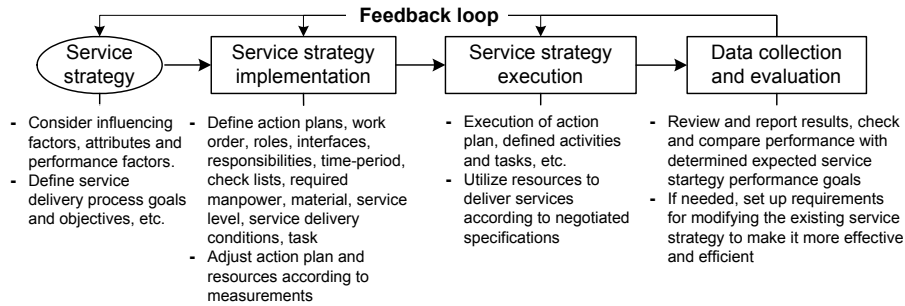 Feedback loop
Service
strategy
Service strategy
implementation
Service strategy
execution
Data collection
and evaluation
- Consider influencing
factors, attributes and
performance factors.
- Define service
delivery process goals
and objectives, etc.
- Define action plans, work
order, roles, interfaces,
responsibilities, time-period,
check lists, required
manpower, material, service
level, service delivery
conditions, task
- Adjust action plan and
resources according to
measurements
- Execution of action
plan, defined activities
and tasks, etc.
- Utilize resources to
deliver services
according to negotiated
specifications
- Review and report results, check
and compare performance with
determined expected service
startegy performance goals
- If needed, set up requirements
for modifying the existing service
strategy to make it more effective
and efficient